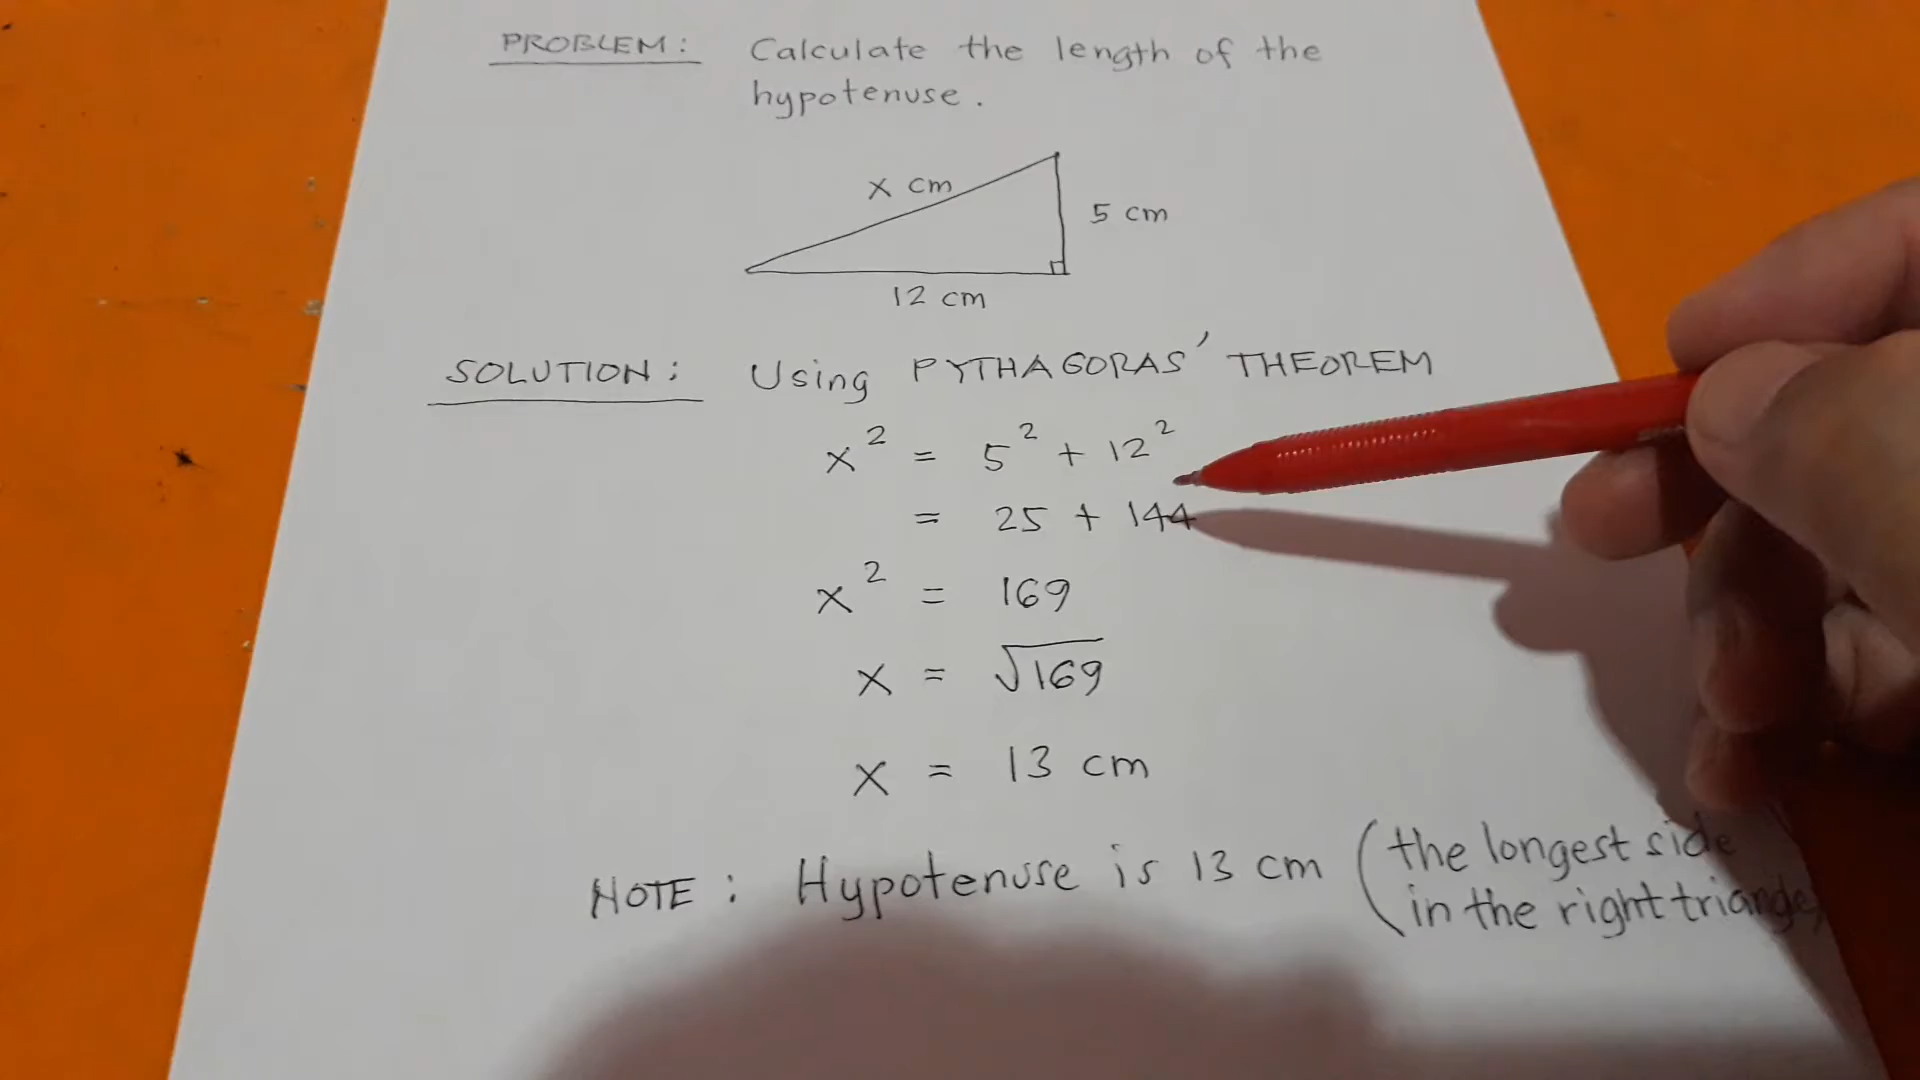 PROBLEM: Calculate the length of the
hypotenuse.
x cm
5 cm
12 cm
SOLUTION: Using PYTHAGORAS' THEOREM
x² = 5² + 12²
= 25 + 144
x² = 169
x = √169
x = 13 cm
NOTE: Hypotenuse is 13 cm (the longest side
in the right triangle)